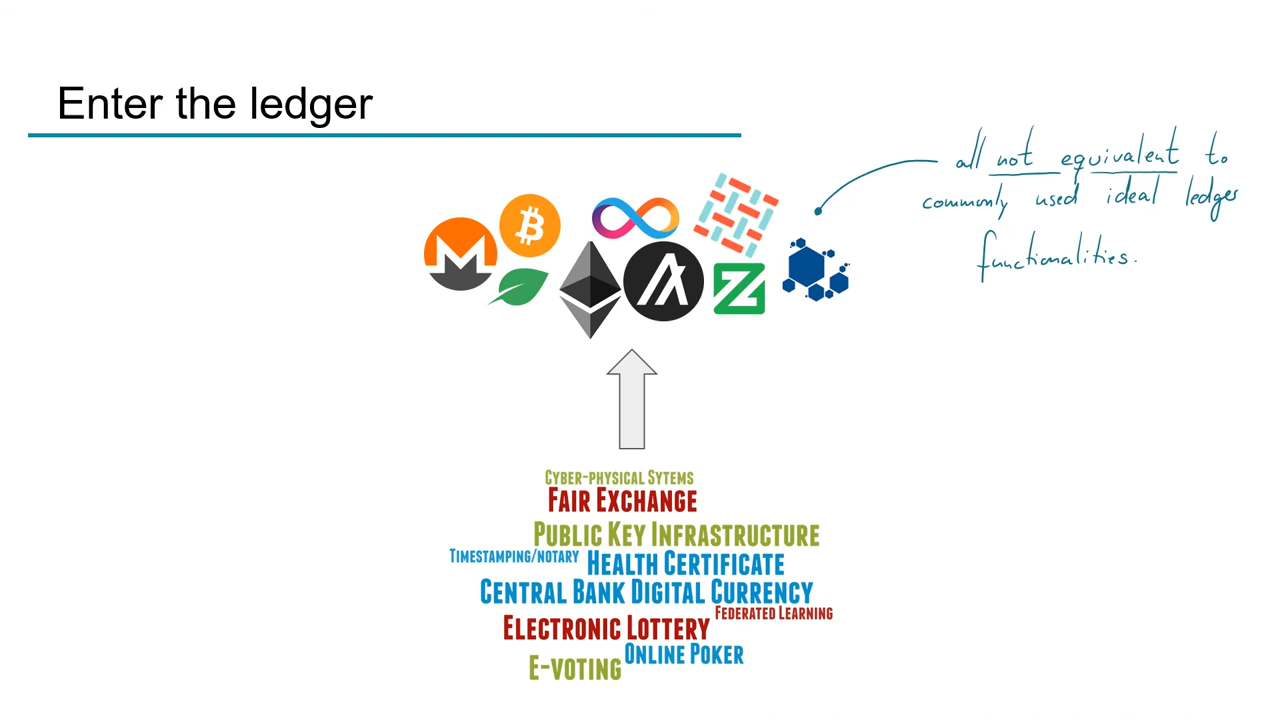 Enter the ledger
all not equivalent to
commonly used ideal ledger
functionalities.
CYBER-PHYSICAL SYTEMS
FAIR EXCHANGE
PUBLIC KEY INFRASTRUCTURE
TIMESTAMPING/NOTARY HEALTH CERTIFICATE
CENTRAL BANK DIGITAL CURRENCY
FEDERATED LEARNING
ELECTRONIC LOTTERY
ONLINE POKER
E-VOTING